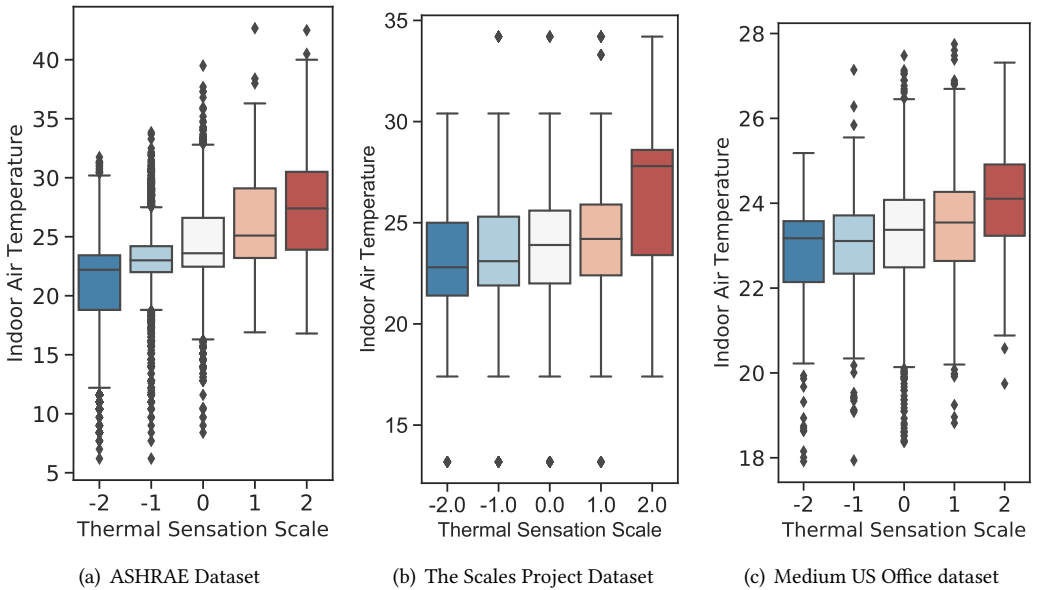 40
35
30
25
20
15
10
5
Indoor Air Temperature
-2 -1 0 1 2
Thermal Sensation Scale
(a) ASHRAE Dataset
35
30
25
20
15
Indoor Air Temperature
-2.0 -1.0 0.0 1.0 2.0
Thermal Sensation Scale
(b) The Scales Project Dataset
28
26
24
22
20
18
Indoor Air Temperature
-2 -1 0 1 2
Thermal Sensation Scale
(c) Medium US Office dataset